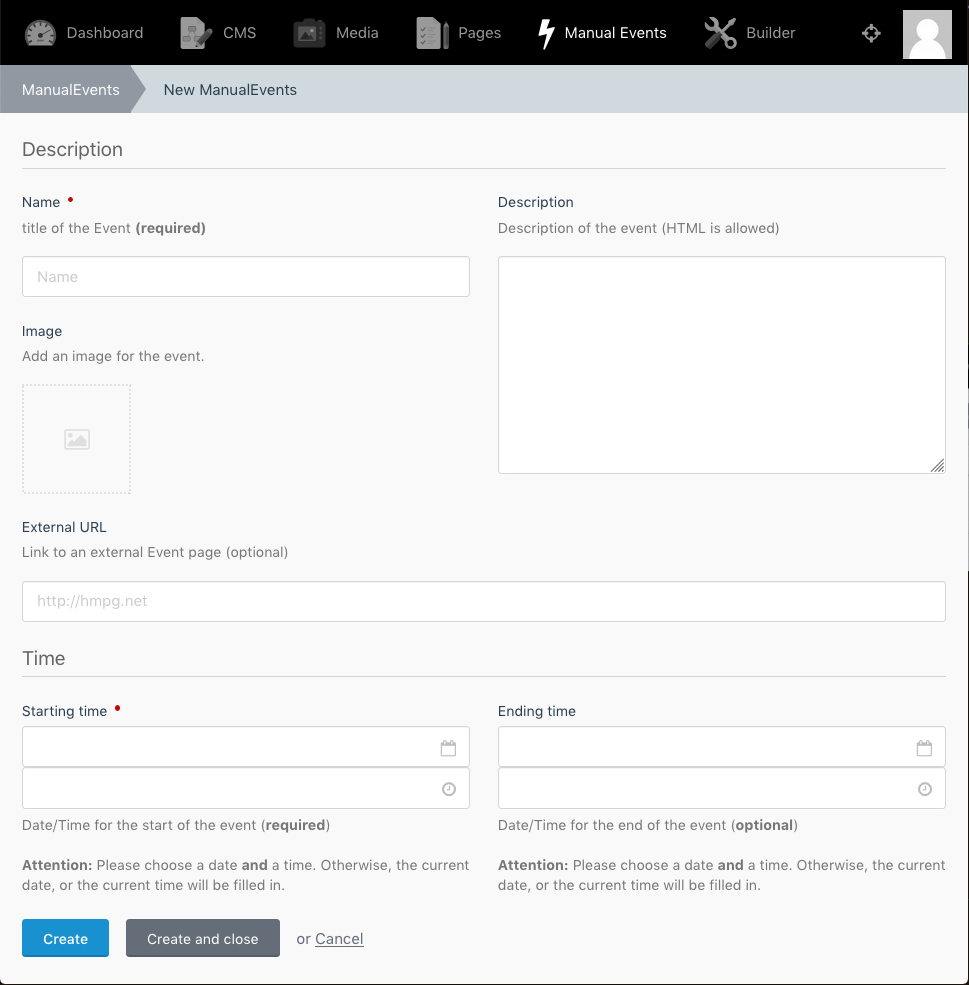 Dashboard CMS Media Pages Manual Events Builder
ManualEvents New ManualEvents
Description
Name •
title of the Event (required)
Name
Description
Description of the event (HTML is allowed)
Image
Add an image for the event.
External URL
Link to an external Event page (optional)
http://hmpg.net
Time
Starting time •
Date/Time for the start of the event (required)
Attention: Please choose a date and a time. Otherwise, the current
date, or the current time will be filled in.
Ending time
Date/Time for the end of the event (optional)
Attention: Please choose a date and a time. Otherwise, the current
date, or the current time will be filled in.
Create Create and close or Cancel